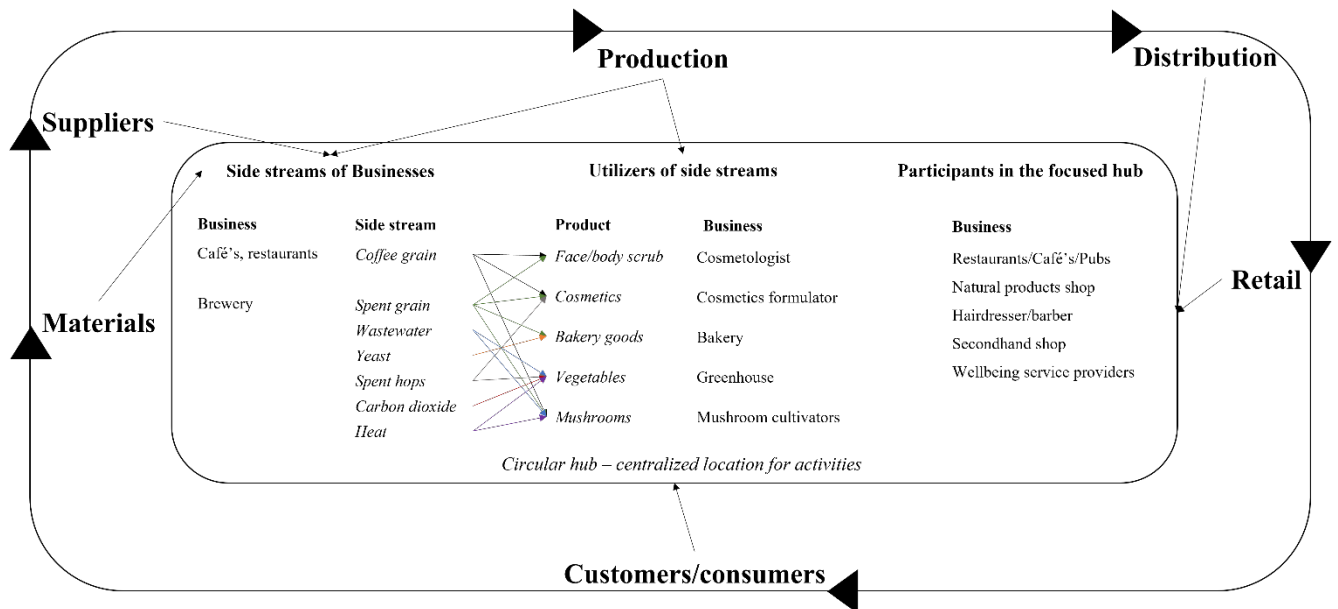 Production
Distribution
Suppliers
Side streams of Businesses
Utilizers of side streams
Participants in the focused hub
Business
Side stream
Product
Business
Business
Café’s, restaurants
Coffee grain
Face/body scrub
Cosmetologist
Restaurants/Café’s/Pubs
Retail
Natural products shop
Brewery
Spent grain
Cosmetics
Cosmetics formulator
Hairdresser/barber
Materials
Wastewater
Bakery goods
Bakery
Secondhand shop
Yeast
Wellbeing service providers
Spent hops
Vegetables
Greenhouse
Carbon dioxide
Mushrooms
Mushroom cultivators
Heat
Circular hub – centralized location for activities
Customers/consumers